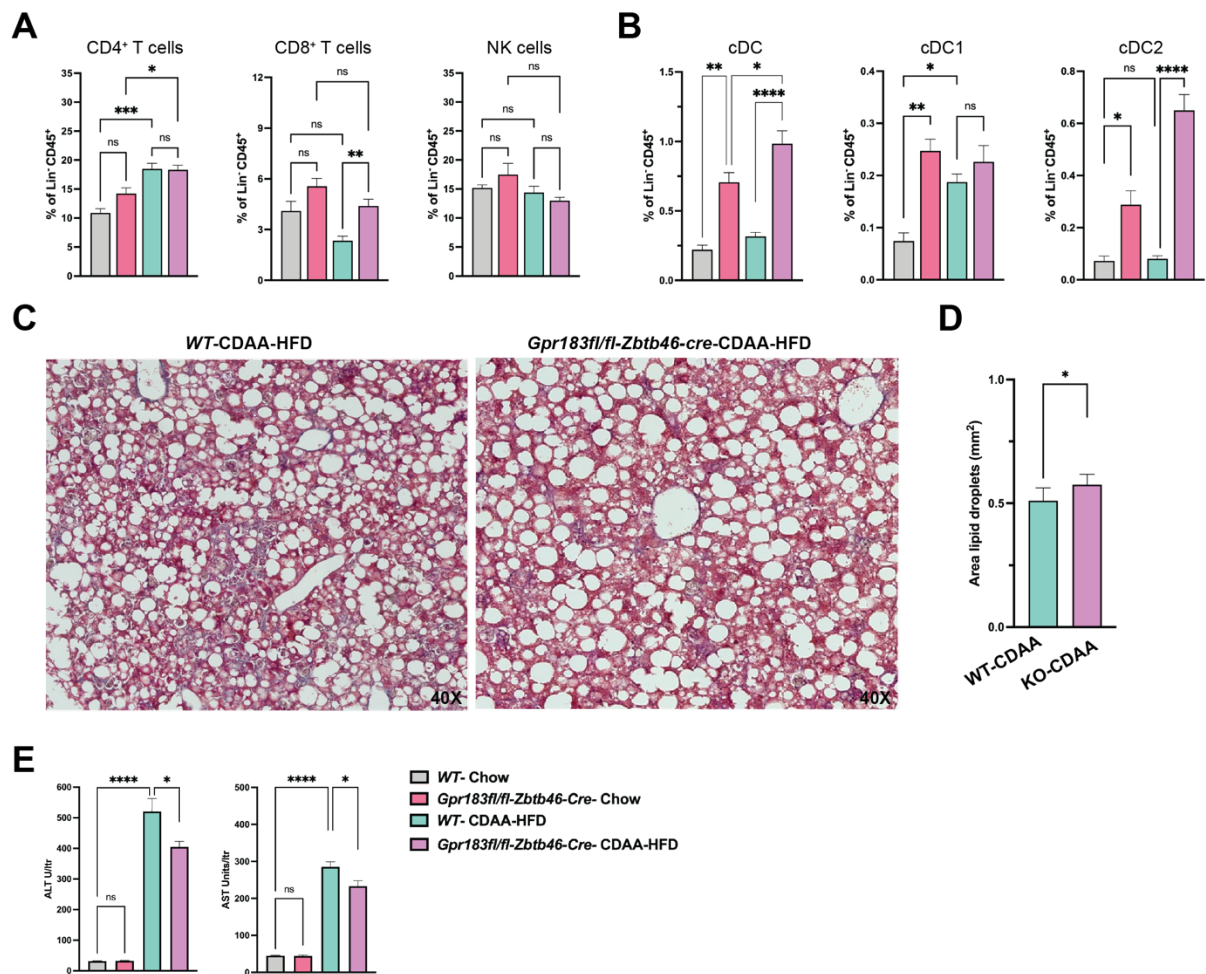 A
CD4⁺ T cells
% of Lin⁻ CD45⁺
35
30
25
20
15
10
5
0
ns
***
*
ns
CD8⁺ T cells
% of Lin⁻ CD45⁺
12
9
6
3
0
ns
ns
ns
**
NK cells
% of Lin⁻ CD45⁺
35
30
25
20
15
10
5
0
ns
ns
ns
ns
B
cDC
% of Lin⁻ CD45⁺
1.5
1.0
0.5
0.0
**
*
****
cDC1
% of Lin⁻ CD45⁺
0.4
0.3
0.2
0.1
0.0
*
**
ns
cDC2
% of Lin⁻ CD45⁺
0.8
0.6
0.4
0.2
0.0
ns
****
*
C
WT-CDAA-HFD
40X
Gpr183fl/fl-Zbtb46-cre-CDAA-HFD
40X
D
Area lipid droplets (mm²)
1.0
0.5
0.0
*
WT-CDAA
KO-CDAA
E
ALT U/ltr
600
500
400
300
200
100
0
****
*
ns
AST Units/ltr
500
400
300
200
100
0
****
*
ns
WT- Chow
Gpr183fl/fl-Zbtb46-Cre- Chow
WT- CDAA-HFD
Gpr183fl/fl-Zbtb46-Cre- CDAA-HFD